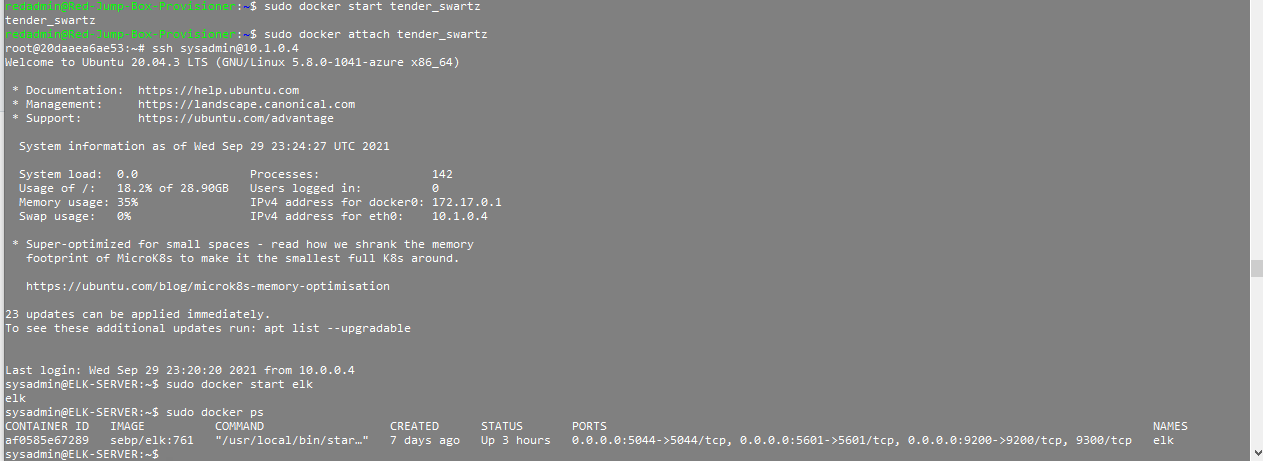 redadmin@Red-Jump-Box-Provisioner:~$ sudo docker start tender_swartz
tender_swartz
redadmin@Red-Jump-Box-Provisioner:~$ sudo docker attach tender_swartz
root@20daaea6ae53:~# ssh sysadmin@10.1.0.4
Welcome to Ubuntu 20.04.3 LTS (GNU/Linux 5.8.0-1041-azure x86_64)
* Documentation:  https://help.ubuntu.com
* Management:     https://landscape.canonical.com
* Support:        https://ubuntu.com/advantage
System information as of Wed Sep 29 23:24:27 UTC 2021
System load:  0.0                Processes:                142
Usage of /:   18.2% of 28.90GB   Users logged in:          0
Memory usage: 35%                IPv4 address for docker0: 172.17.0.1
Swap usage:   0%                 IPv4 address for eth0:    10.1.0.4
* Super-optimized for small spaces - read how we shrank the memory
footprint of MicroK8s to make it the smallest full K8s around.
https://ubuntu.com/blog/microk8s-memory-optimisation
23 updates can be applied immediately.
To see these additional updates run: apt list --upgradable
Last login: Wed Sep 29 23:20:20 2021 from 10.0.0.4
sysadmin@ELK-SERVER:~$ sudo docker start elk
elk
sysadmin@ELK-SERVER:~$ sudo docker ps
CONTAINER ID   IMAGE          COMMAND                  CREATED      STATUS       PORTS                                                                              NAMES
af0585e67289   sebp/elk:761   "/usr/local/bin/star…"   7 days ago   Up 3 hours   0.0.0.0:5044->5044/tcp, 0.0.0.0:5601->5601/tcp, 0.0.0.0:9200->9200/tcp, 9300/tcp   elk
sysadmin@ELK-SERVER:~$